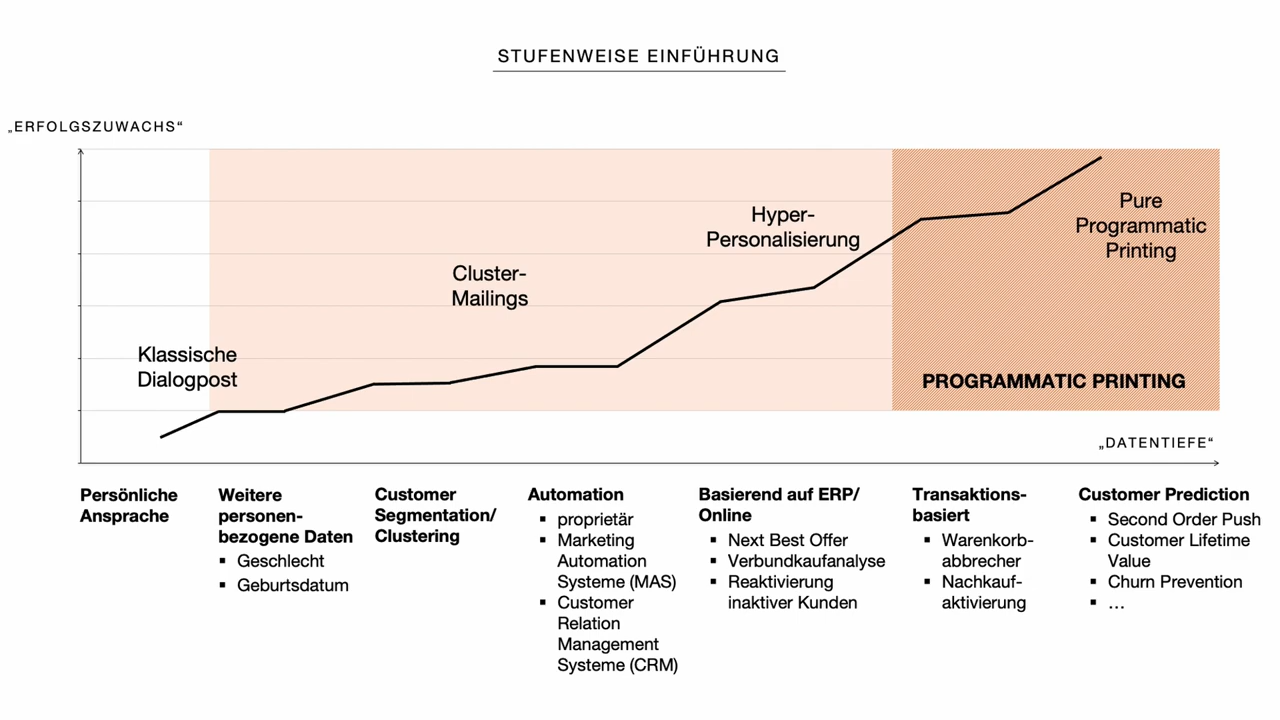 STUFENWEISE EINFÜHRUNG
„ERFOLGSZUWACHS“
Klassische
Dialogpost
Cluster-
Mailings
Hyper-
Personalisierung
Pure
Programmatic
Printing
PROGRAMMATIC PRINTING
„DATENTIEFE“
Persönliche
Ansprache
Weitere
personen-
bezogene Daten
▪ Geschlecht
▪ Geburtsdatum
Customer
Segmentation/
Clustering
Automation
▪ proprietär
▪ Marketing
Automation
Systeme (MAS)
▪ Customer
Relation
Management
Systeme (CRM)
Basierend auf ERP/
Online
▪ Next Best Offer
▪ Verbundkaufanalyse
▪ Reaktivierung
inaktiver Kunden
Transaktions-
basiert
▪ Warenkorb-
abbrecher
▪ Nachkauf-
aktivierung
Customer Prediction
▪ Second Order Push
▪ Customer Lifetime
Value
▪ Churn Prevention
▪ ...